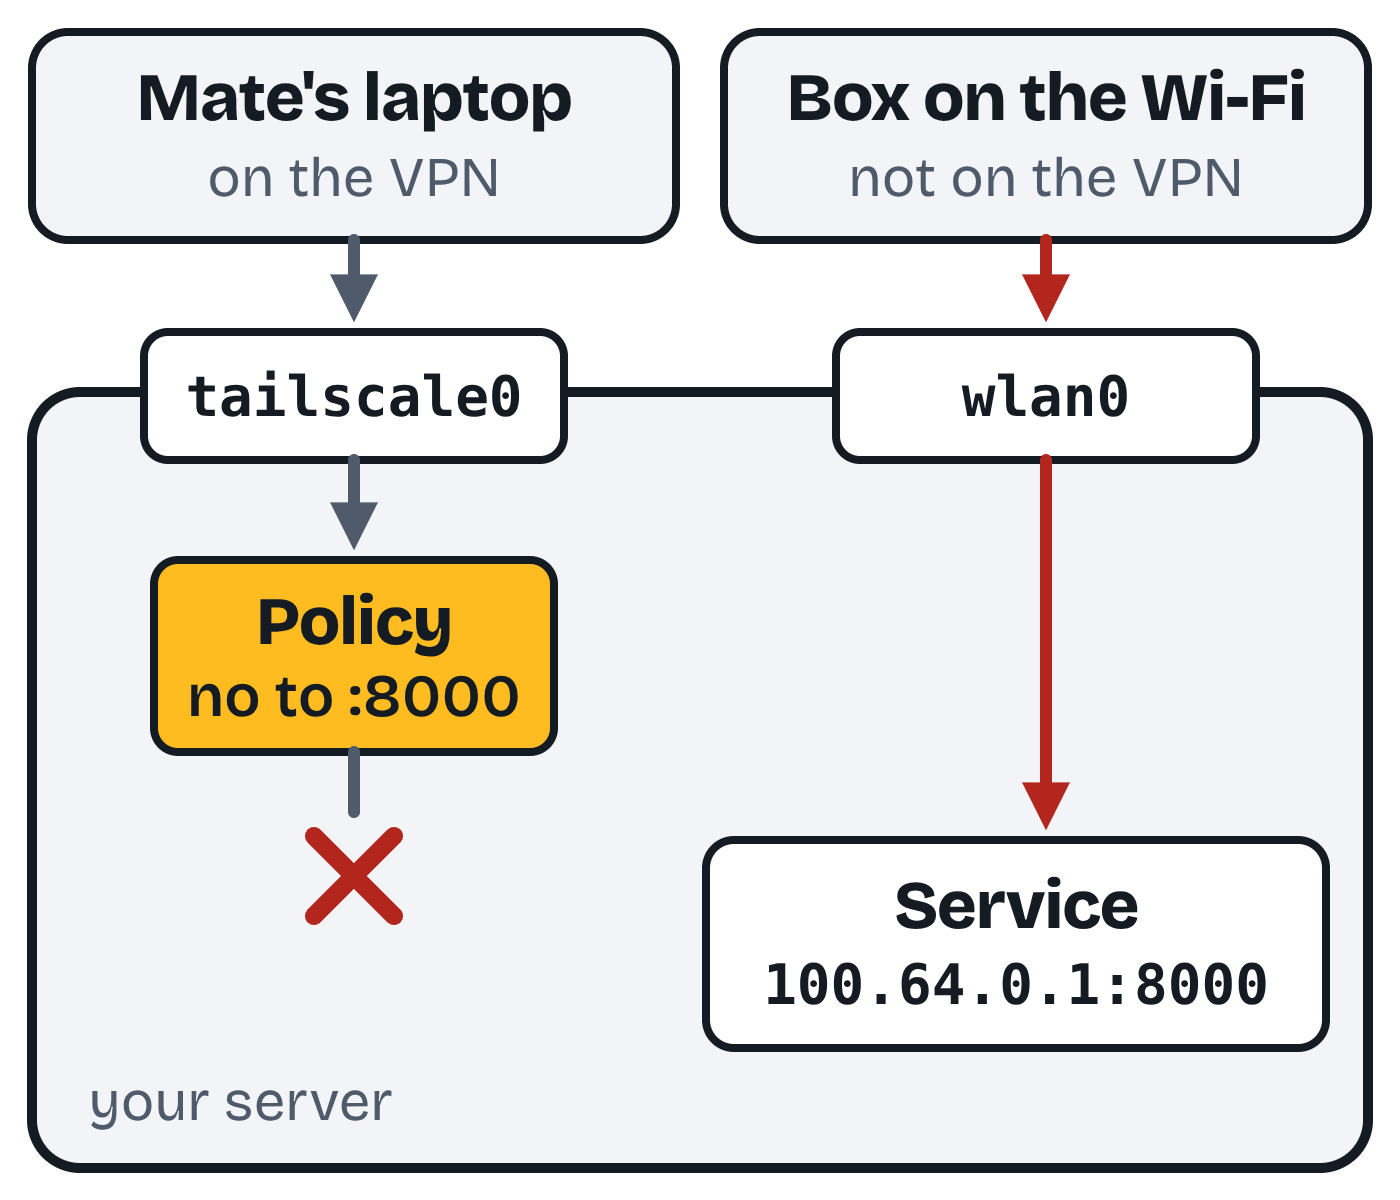 Mate's laptop
on the VPN
Box on the Wi-Fi
not on the VPN
tailscale0
wlan0
Policy
no to :8000
Service
100.64.0.1:8000
your server